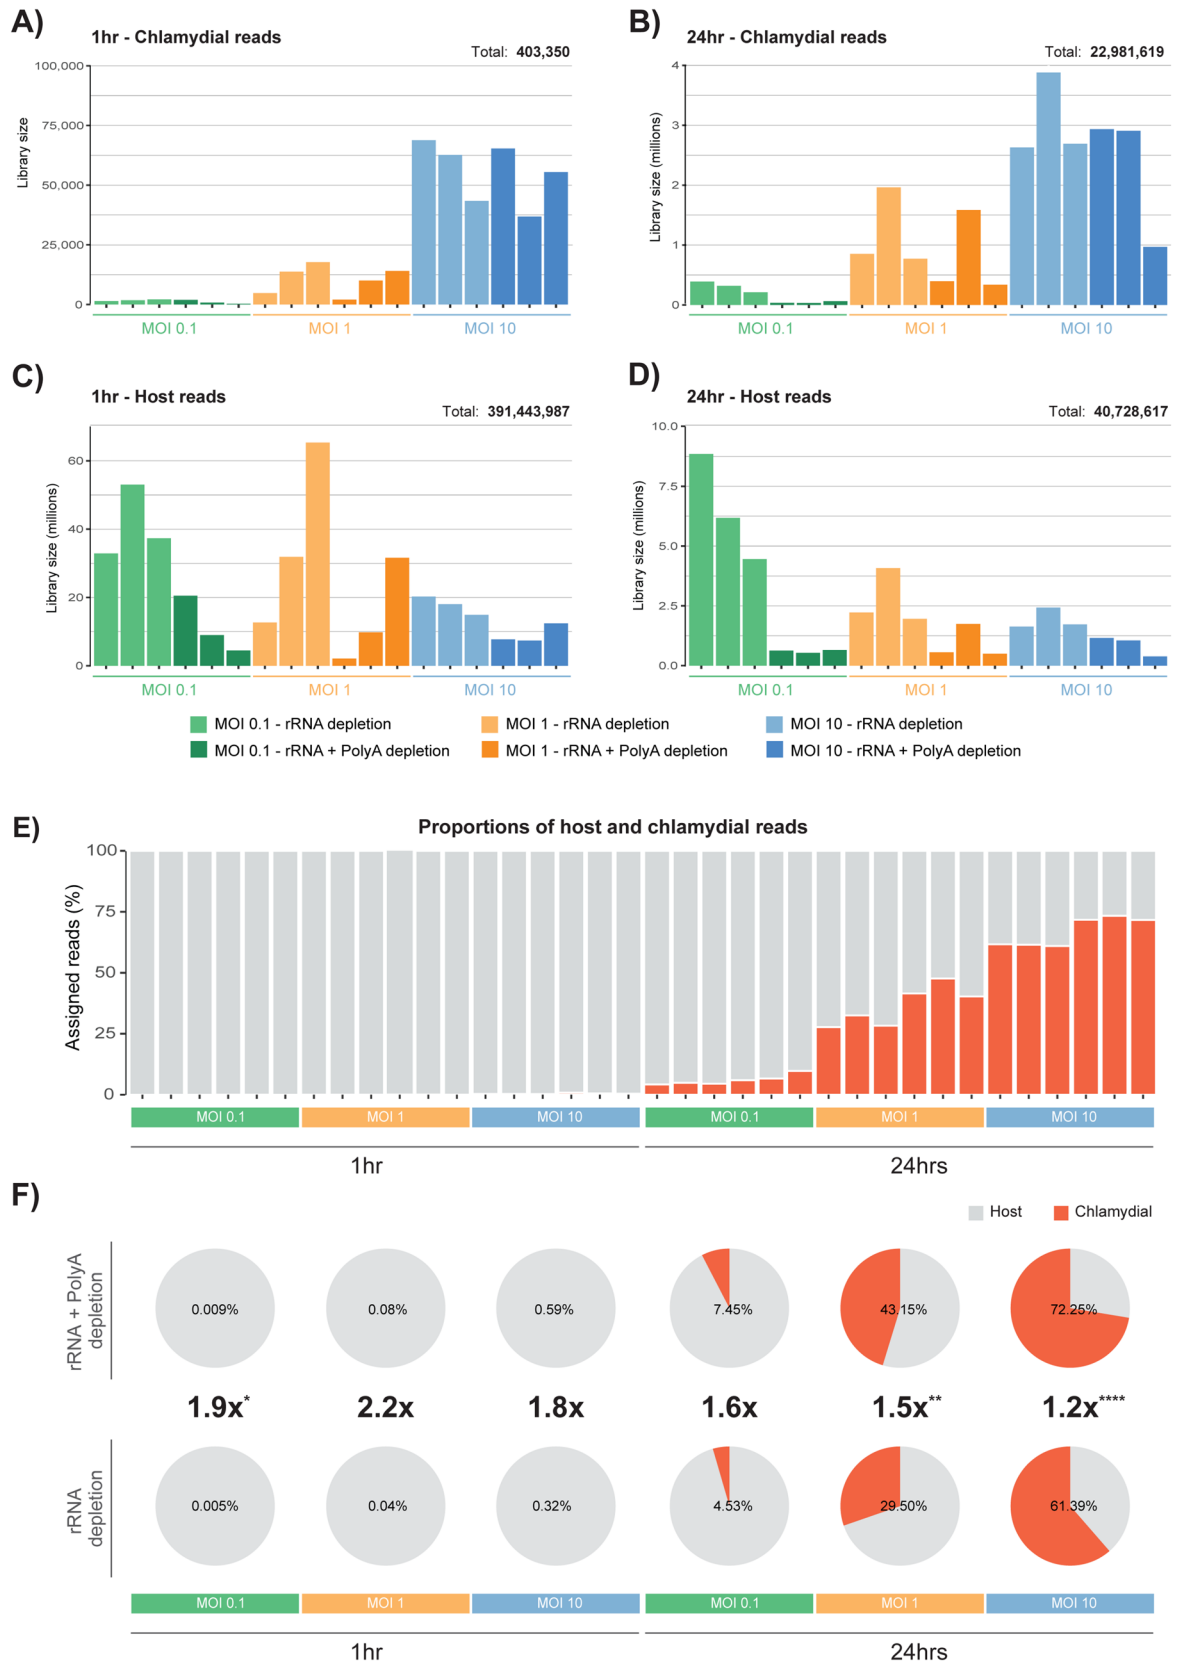 A)
1hr - Chlamydial reads
Total: 403,350
100,000
75,000
50,000
25,000
0
Library size
MOI 0.1
MOI 1
MOI 10
B)
24hr - Chlamydial reads
Total: 22,981,619
4
3
2
1
0
Library size (millions)
MOI 0.1
MOI 1
MOI 10
C)
1hr - Host reads
Total: 391,443,987
60
40
20
0
Library size (millions)
MOI 0.1
MOI 1
MOI 10
D)
24hr - Host reads
Total: 40,728,617
10.0
7.5
5.0
2.5
0.0
Library size (millions)
MOI 0.1
MOI 1
MOI 10
MOI 0.1 - rRNA depletion
MOI 1 - rRNA depletion
MOI 10 - rRNA depletion
MOI 0.1 - rRNA + PolyA depletion
MOI 1 - rRNA + PolyA depletion
MOI 10 - rRNA + PolyA depletion
E)
Proportions of host and chlamydial reads
100
75
50
25
0
Assigned reads (%)
MOI 0.1
MOI 1
MOI 10
MOI 0.1
MOI 1
MOI 10
1hr
24hrs
F)
Host
Chlamydial
rRNA + PolyA
depletion
0.009%
0.08%
0.59%
7.45%
43.15%
72.25%
1.9x*
2.2x
1.8x
1.6x
1.5x**
1.2x****
rRNA
depletion
0.005%
0.04%
0.32%
4.53%
29.50%
61.39%
MOI 0.1
MOI 1
MOI 10
MOI 0.1
MOI 1
MOI 10
1hr
24hrs